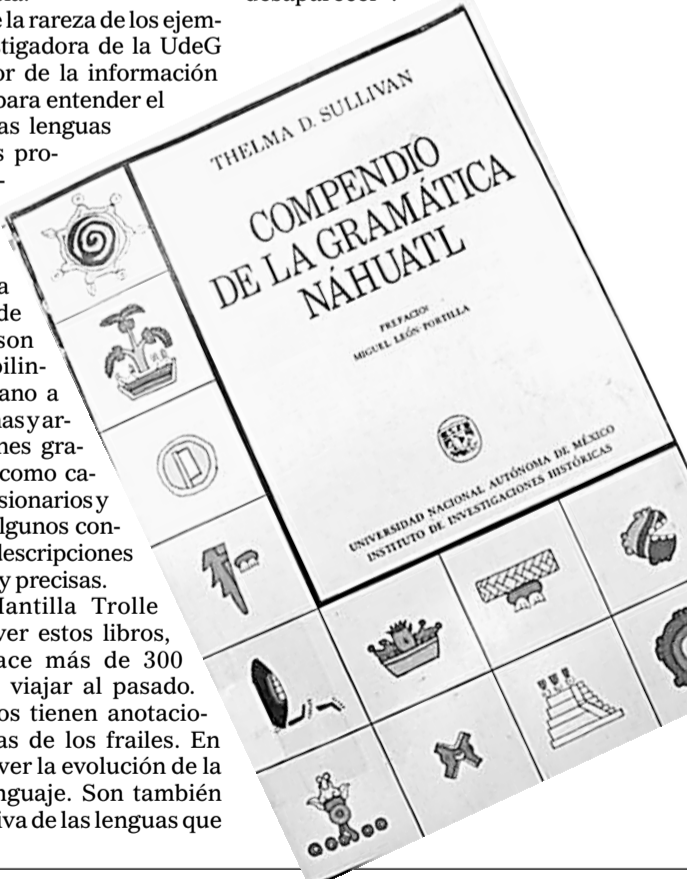 e la rareza de los ejem-
stigadora de la UdeG
or de la información
para entender el
as lenguas
s pro-
-
a
de
son
bilin-
ano a
nas y ar-
nes gra-
como ca-
sionarios y
lgunos con-
descripciones
y precisas.
Mantilla Trolle
ver estos libros,
ace más de 300
viajar al pasado.
os tienen anotacio-
as de los frailes. En
ver la evolución de la
nguaje. Son también
iva de las lenguas que
THELMA D. SULLIVAN
COMPENDIO
DE LA GRAMÁTICA
NÁHUATL
PREFACIO:
MIGUEL LEÓN-PORTILLA
UNIVERSIDAD NACIONAL AUTÓNOMA DE MÉXICO
INSTITUTO DE INVESTIGACIONES HISTÓRICAS